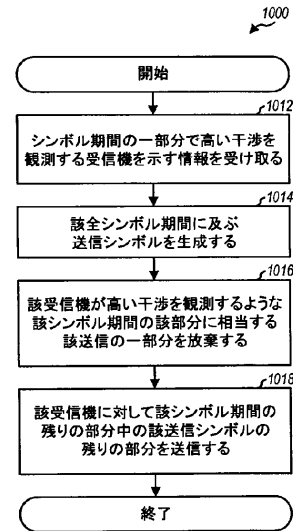 1000
開始
1012
シンボル期間の一部分で高い干渉を
観測する受信機を示す情報を受け取る
1014
該全シンボル期間に及ぶ
送信シンボルを生成する
1016
該受信機が高い干渉を観測するような
該シンボル期間の該部分に相当する
該送信の一部分を放棄する
1018
該受信機に対して該シンボル期間の
残りの部分中の該送信シンボルの
残りの部分を送信する
終了